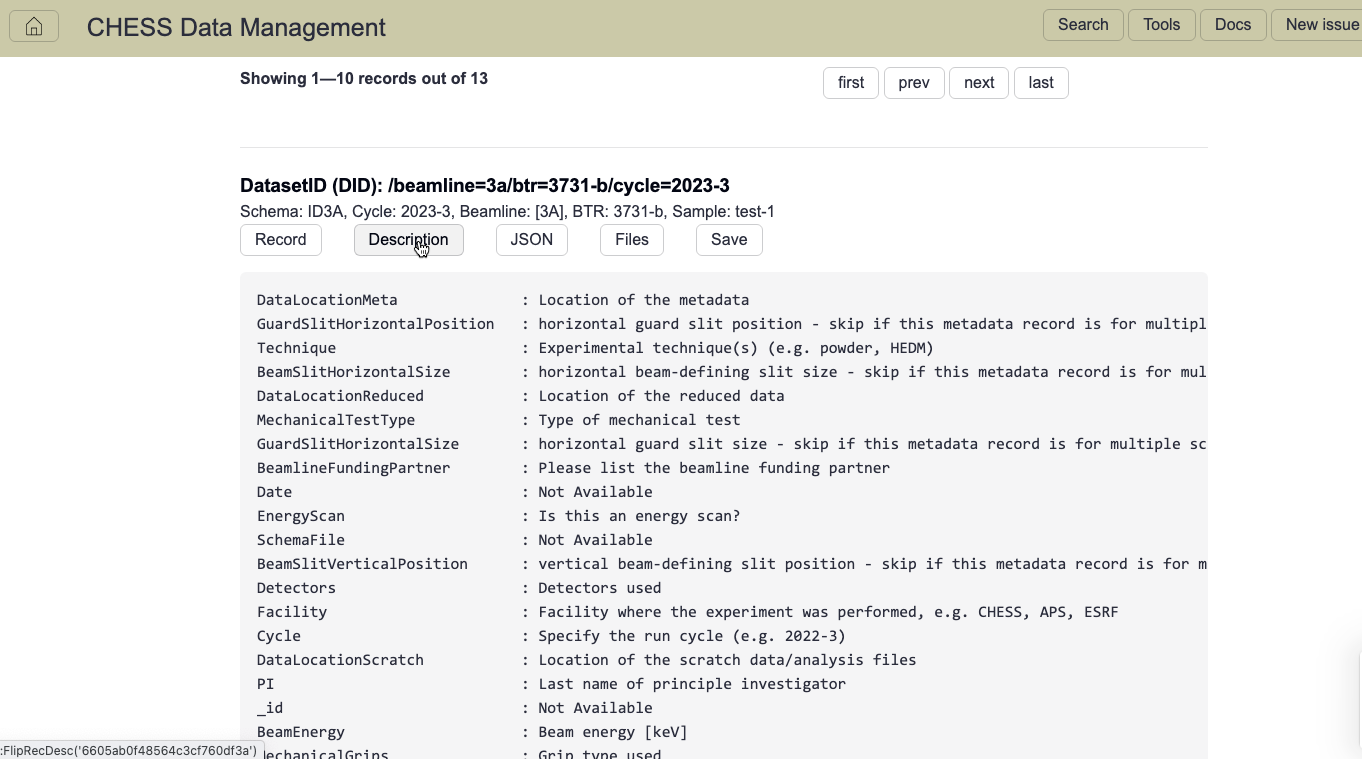 CHESS Data Management
Search
Tools
Docs
New issue
Showing 1—10 records out of 13
first
prev
next
last
DatasetID (DID): /beamline=3a/btr=3731-b/cycle=2023-3
Schema: ID3A, Cycle: 2023-3, Beamline: [3A], BTR: 3731-b, Sample: test-1
Record
Description
JSON
Files
Save
DataLocationMeta : Location of the metadata
GuardSlitHorizontalPosition : horizontal guard slit position - skip if this metadata record is for multipl
Technique : Experimental technique(s) (e.g. powder, HEDM)
BeamSlitHorizontalSize : horizontal beam-defining slit size - skip if this metadata record is for mul
DataLocationReduced : Location of the reduced data
MechanicalTestType : Type of mechanical test
GuardSlitHorizontalSize : horizontal guard slit size - skip if this metadata record is for multiple sc
BeamlineFundingPartner : Please list the beamline funding partner
Date : Not Available
EnergyScan : Is this an energy scan?
SchemaFile : Not Available
BeamSlitVerticalPosition : vertical beam-defining slit position - skip if this metadata record is for m
Detectors : Detectors used
Facility : Facility where the experiment was performed, e.g. CHESS, APS, ESRF
Cycle : Specify the run cycle (e.g. 2022-3)
DataLocationScratch : Location of the scratch data/analysis files
PI : Last name of principle investigator
_id : Not Available
BeamEnergy : Beam energy [keV]
MechanicalGrips : Grip type used
:FlipRecDesc('6605ab0f48564c3cf760df3a')